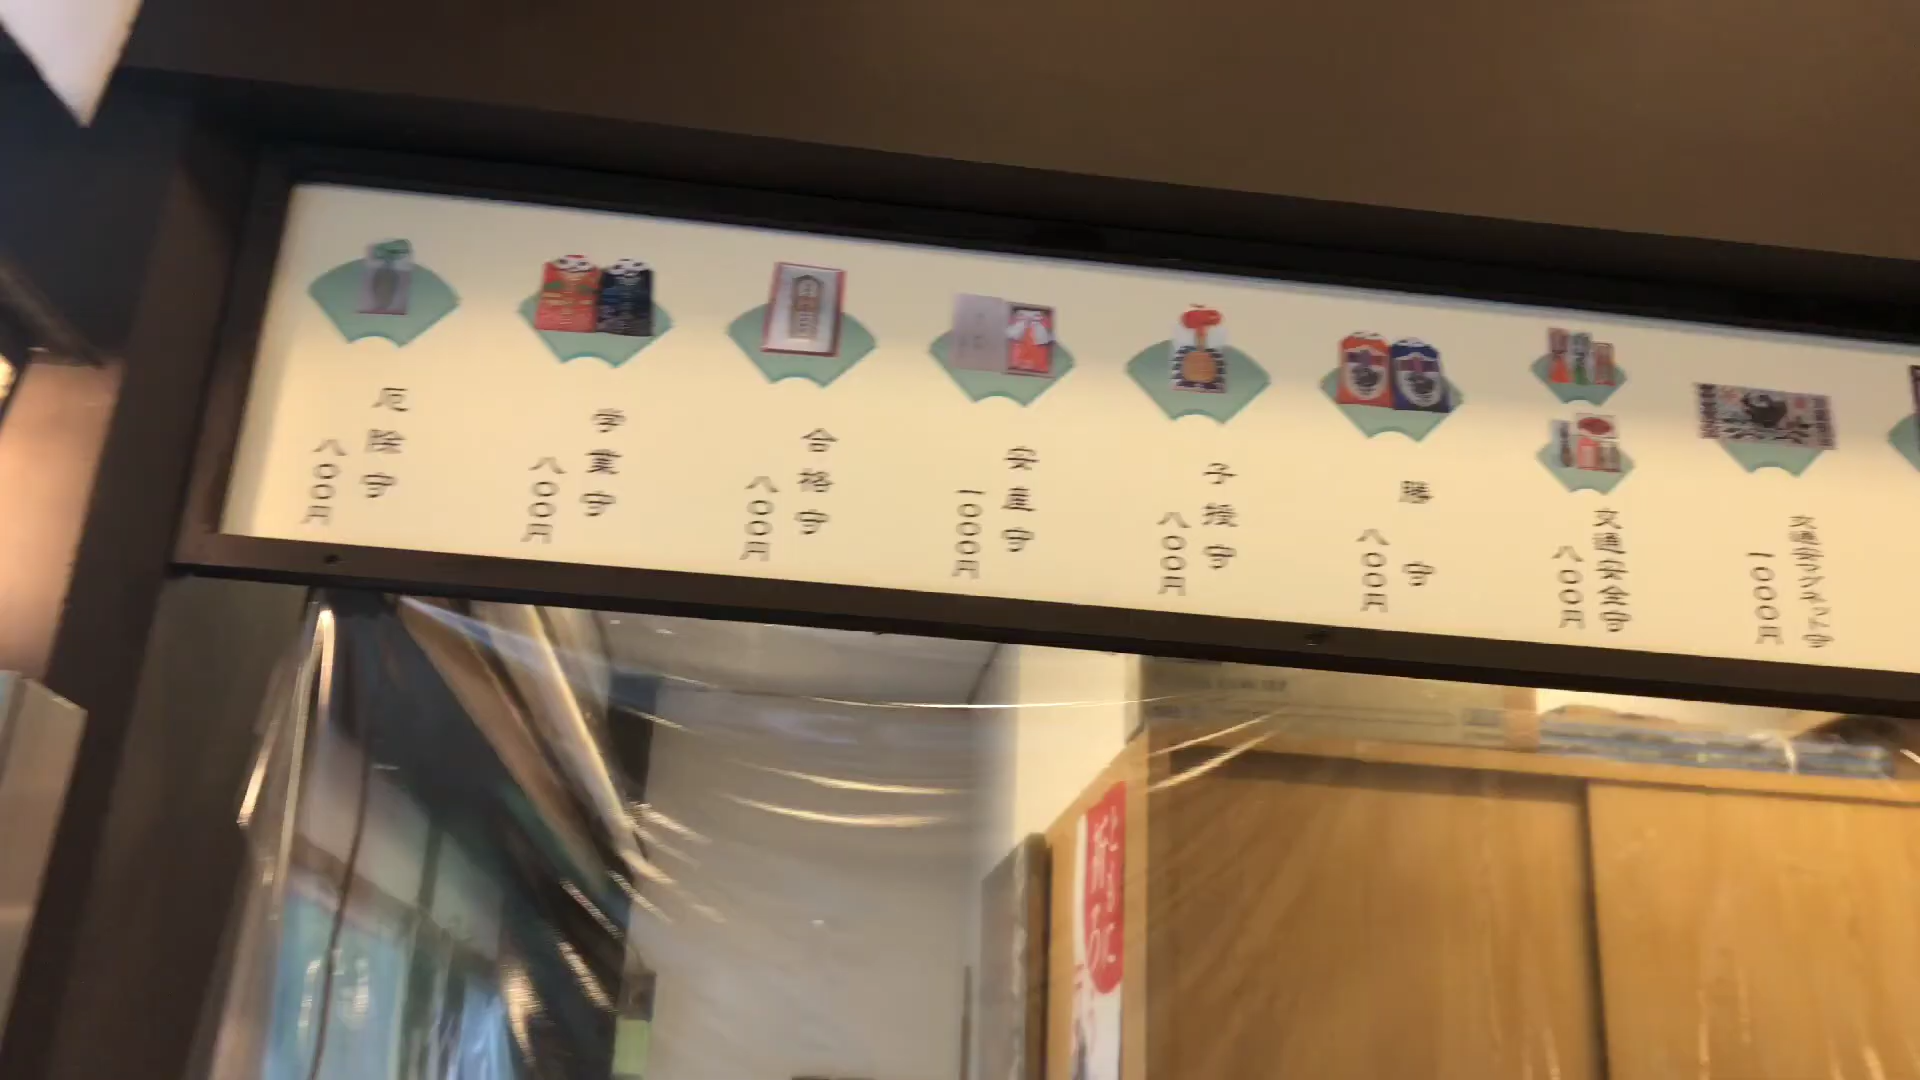 厄除守
八〇〇円
学業守
八〇〇円
合格守
八〇〇円
安産守
一〇〇〇円
子授守
八〇〇円
勝守
八〇〇円
交通安全守
八〇〇円
交通安全マグネット守
一〇〇〇円